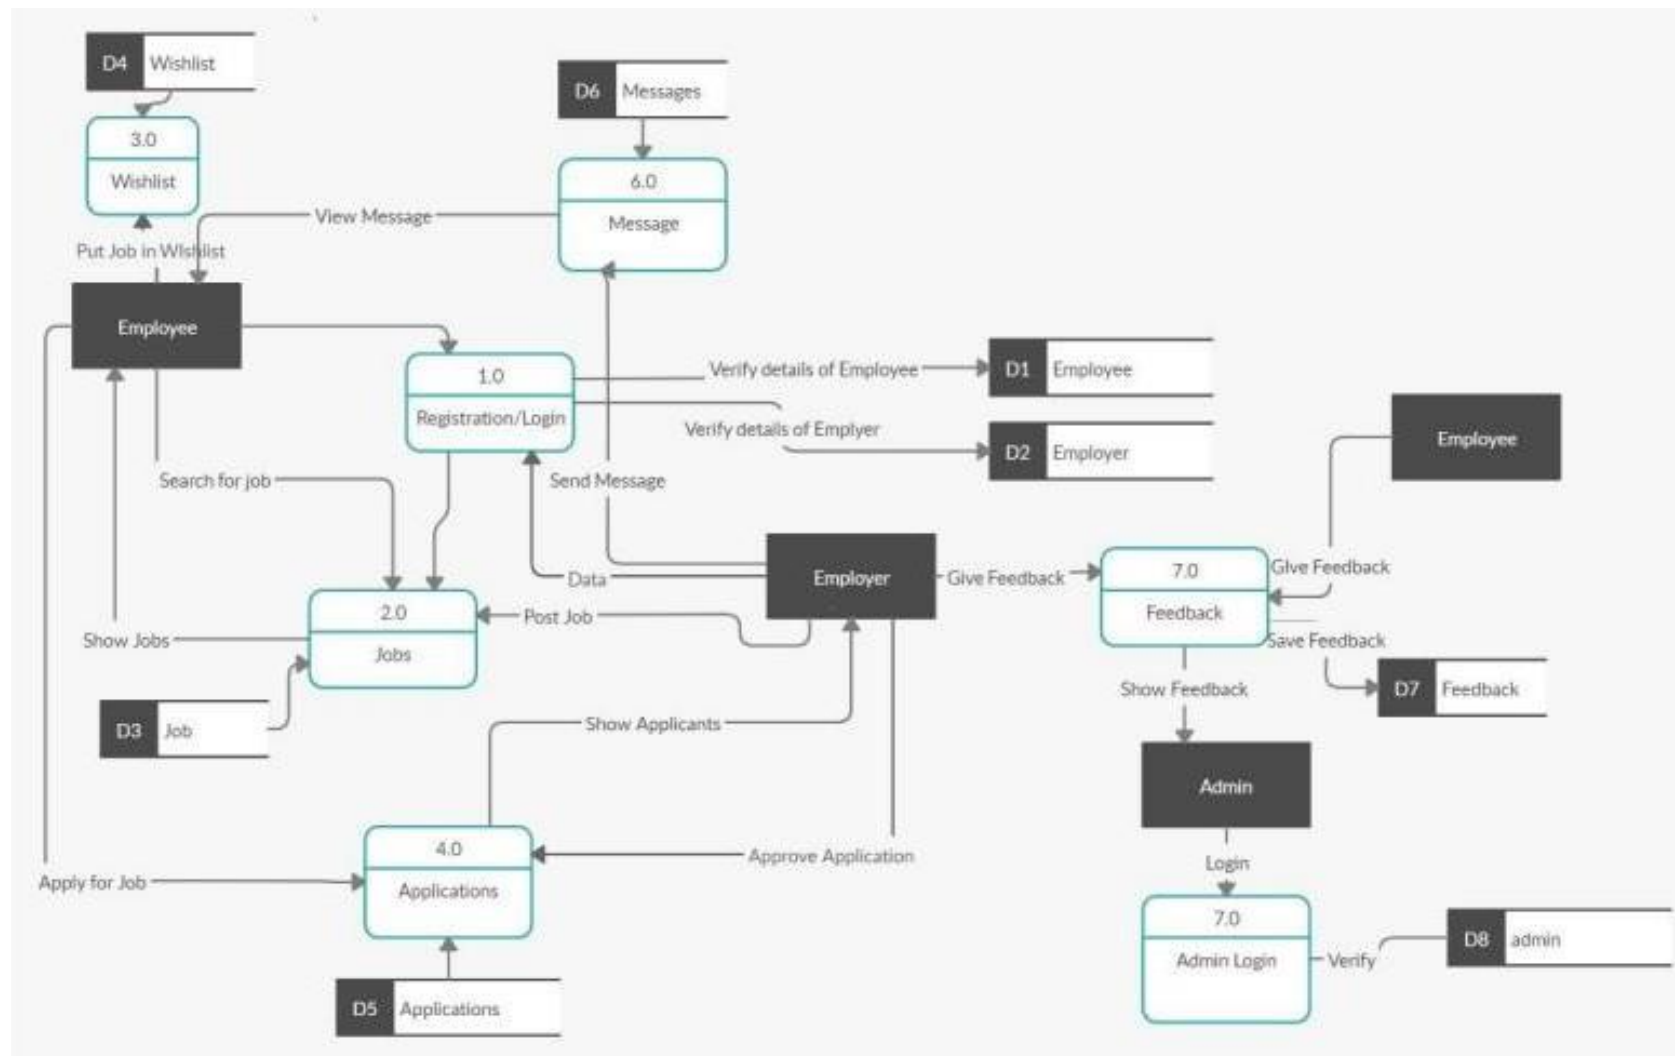 D4 Wishlist
D6 Messages
3.0
Wishlist
6.0
Message
View Message
Put Job in WIshlist
Employee
1.0
Registration/Login
Verify details of Employee
D1 Employee
Verify details of Emplyer
D2 Employer
Employee
Search for job
Send Message
Data
Employer
Give Feedback
7.0
Feedback
GIve Feedback
2.0
Jobs
Post Job
Show Jobs
Save Feedback
D7 Feedback
Show Feedback
D3 Job
Show Applicants
Admin
4.0
Applications
Approve Application
Apply for Job
Login
7.0
Admin Login
Verify
D8 admin
D5 Applications